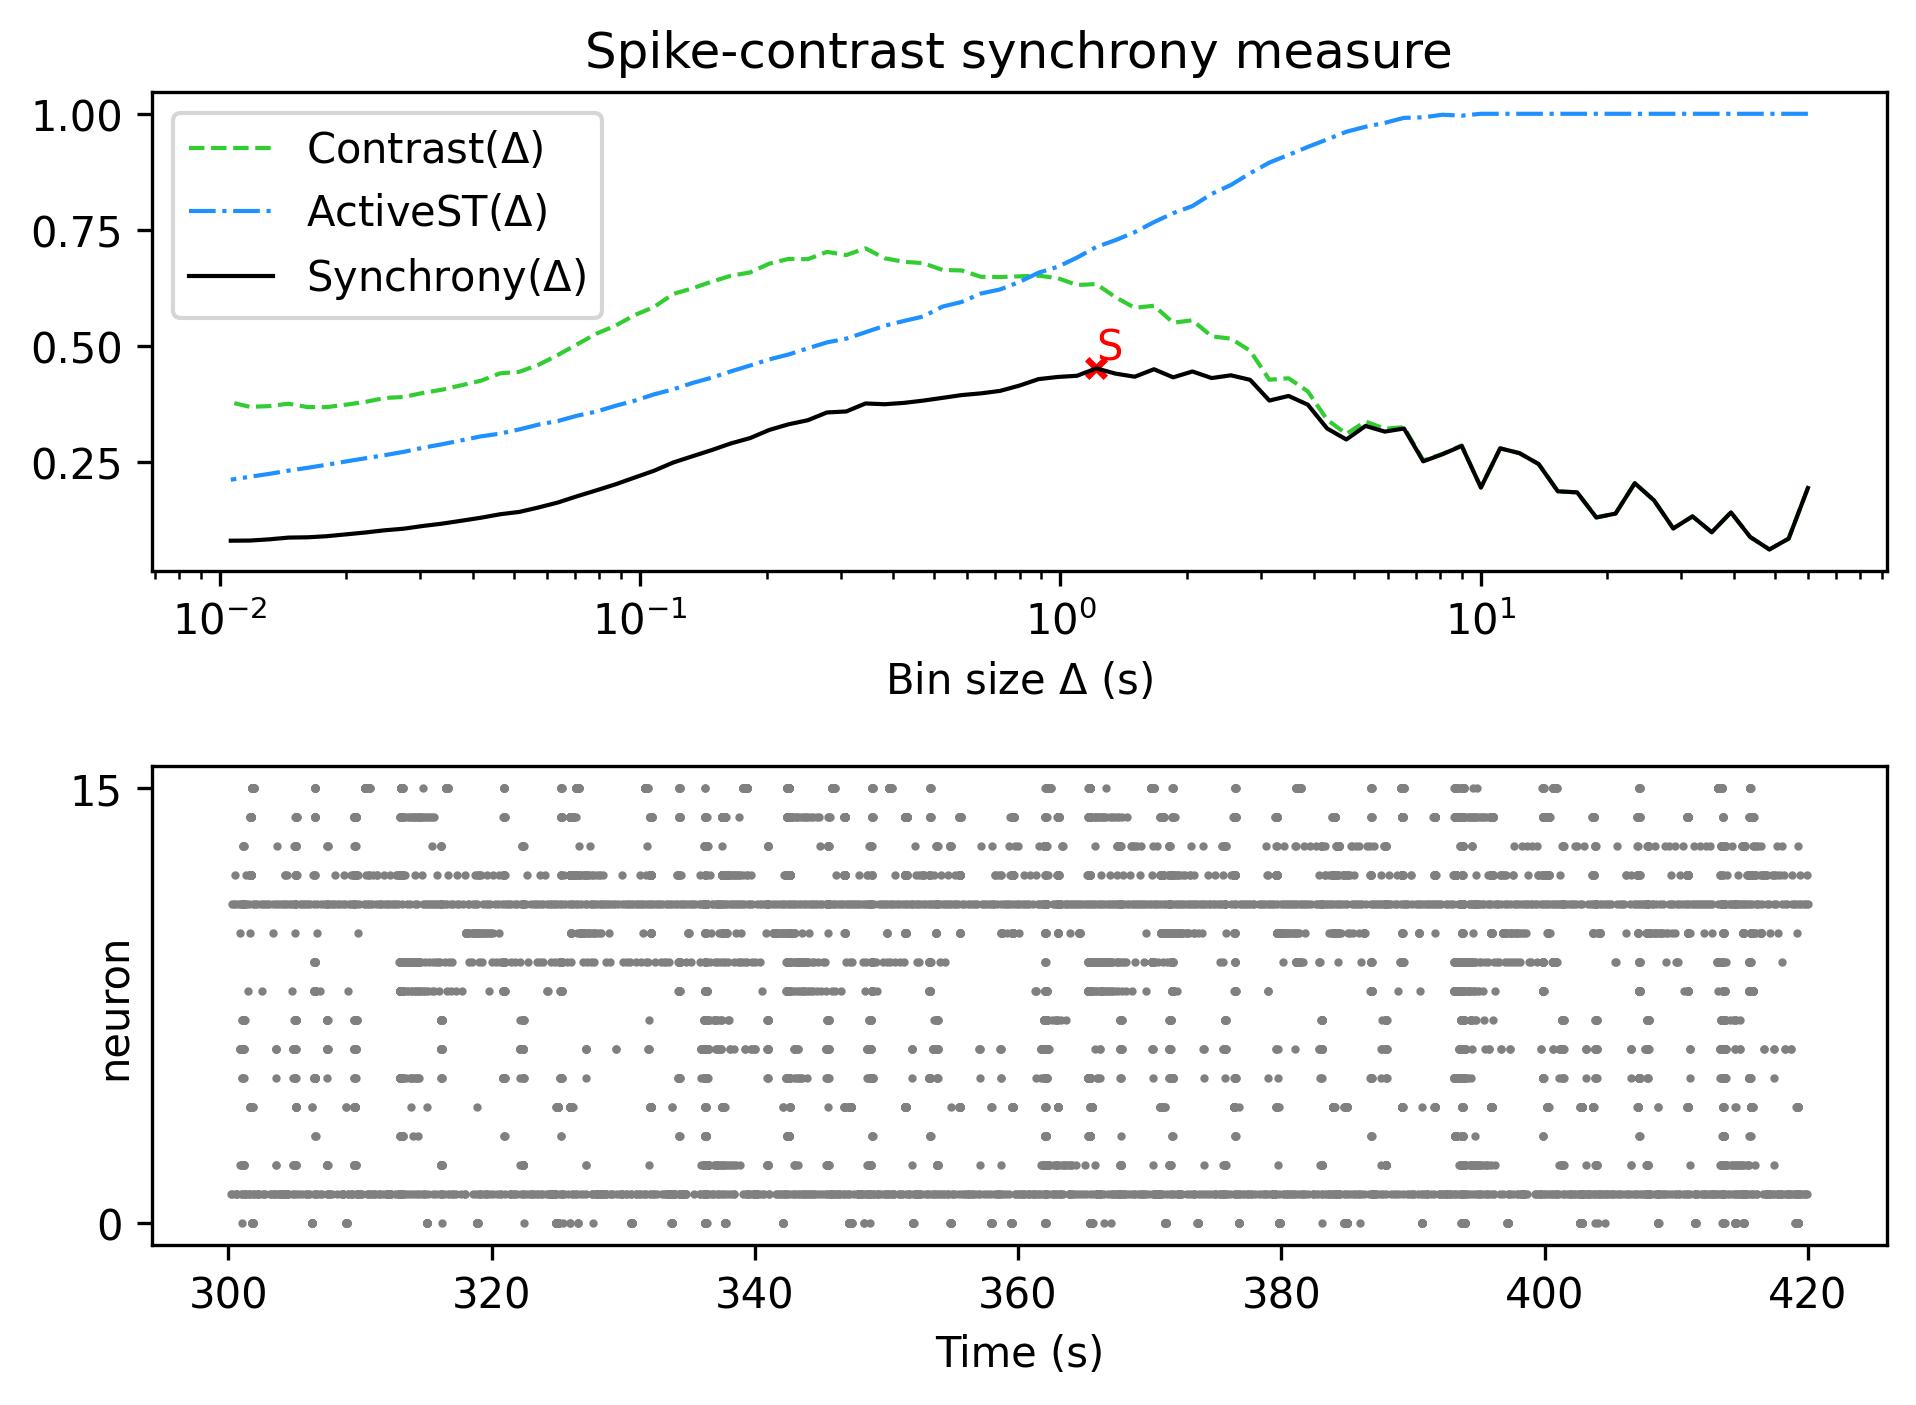 Spike-contrast synchrony measure
1.00
0.75
0.50
0.25
Contrast(Δ)
ActiveST(Δ)
Synchrony(Δ)
S
10⁻² 10⁻¹ 10⁰ 10¹
Bin size Δ (s)
15
0
neuron
300 320 340 360 380 400 420
Time (s)